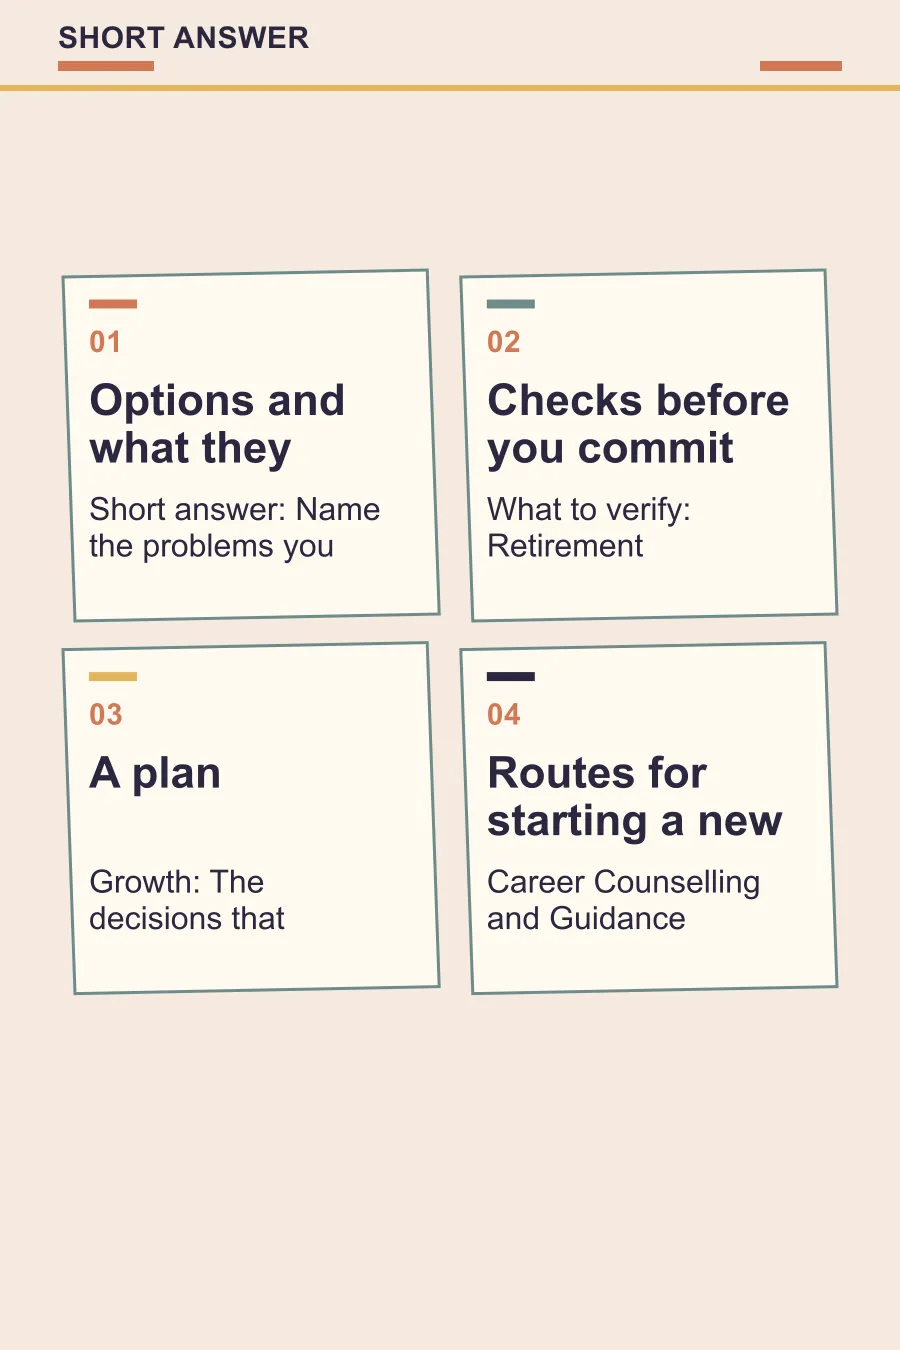 SHORT ANSWER
01
Options and
what they
Short answer: Name
the problems you
02
Checks before
you commit
What to verify:
Retirement
03
A plan
Growth: The
decisions that
04
Routes for
starting a new
Career Counselling
and Guidance